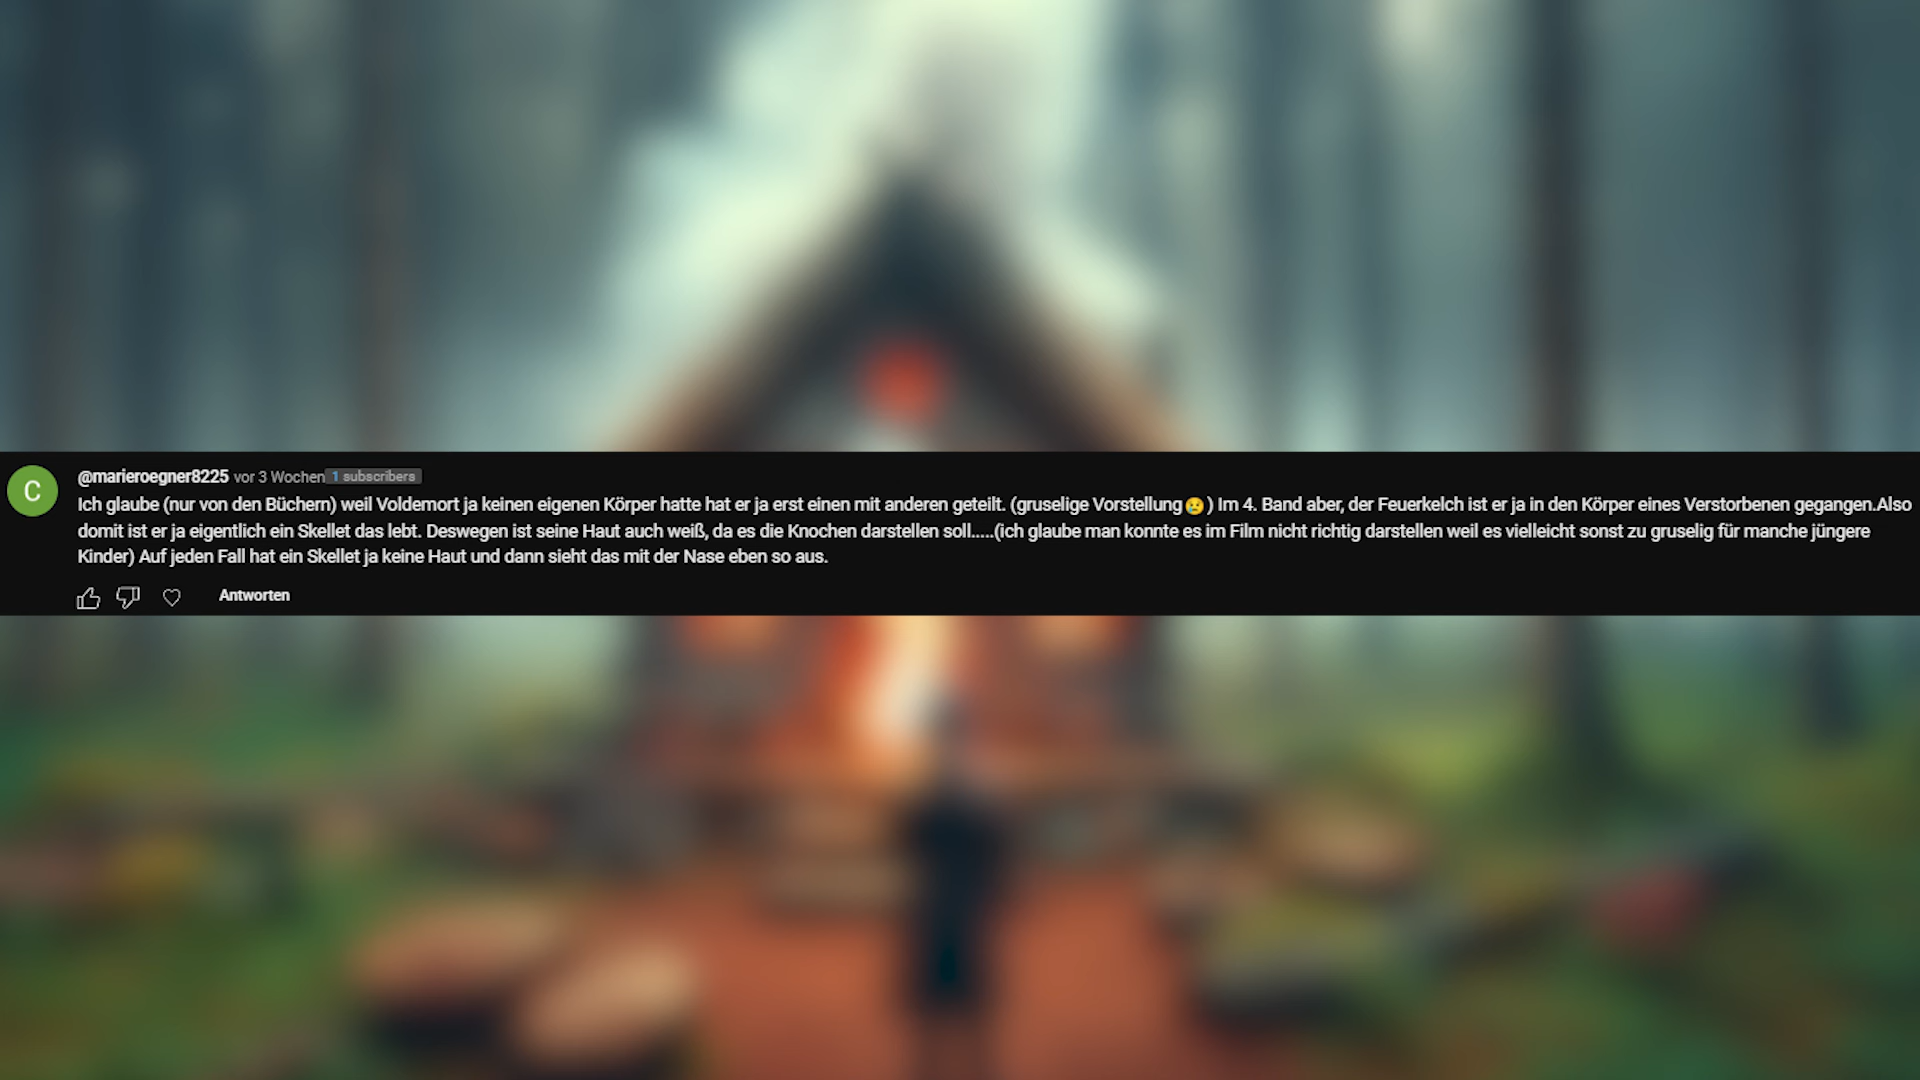 C
@marieroegner8225 vor 3 Wochen 1 subscribers
Ich glaube (nur von den Büchern) weil Voldemort ja keinen eigenen Körper hatte hat er ja erst einen mit anderen geteilt. (gruselige Vorstellung😢) Im 4. Band aber, der Feuerkelch ist er ja in den Körper eines Verstorbenen gegangen.Also
domit ist er ja eigentlich ein Skellet das lebt. Deswegen ist seine Haut auch weiß, da es die Knochen darstellen soll.....(ich glaube man konnte es im Film nicht richtig darstellen weil es vielleicht sonst zu gruselig für manche jüngere
Kinder) Auf jeden Fall hat ein Skellet ja keine Haut und dann sieht das mit der Nase eben so aus.
Antworten